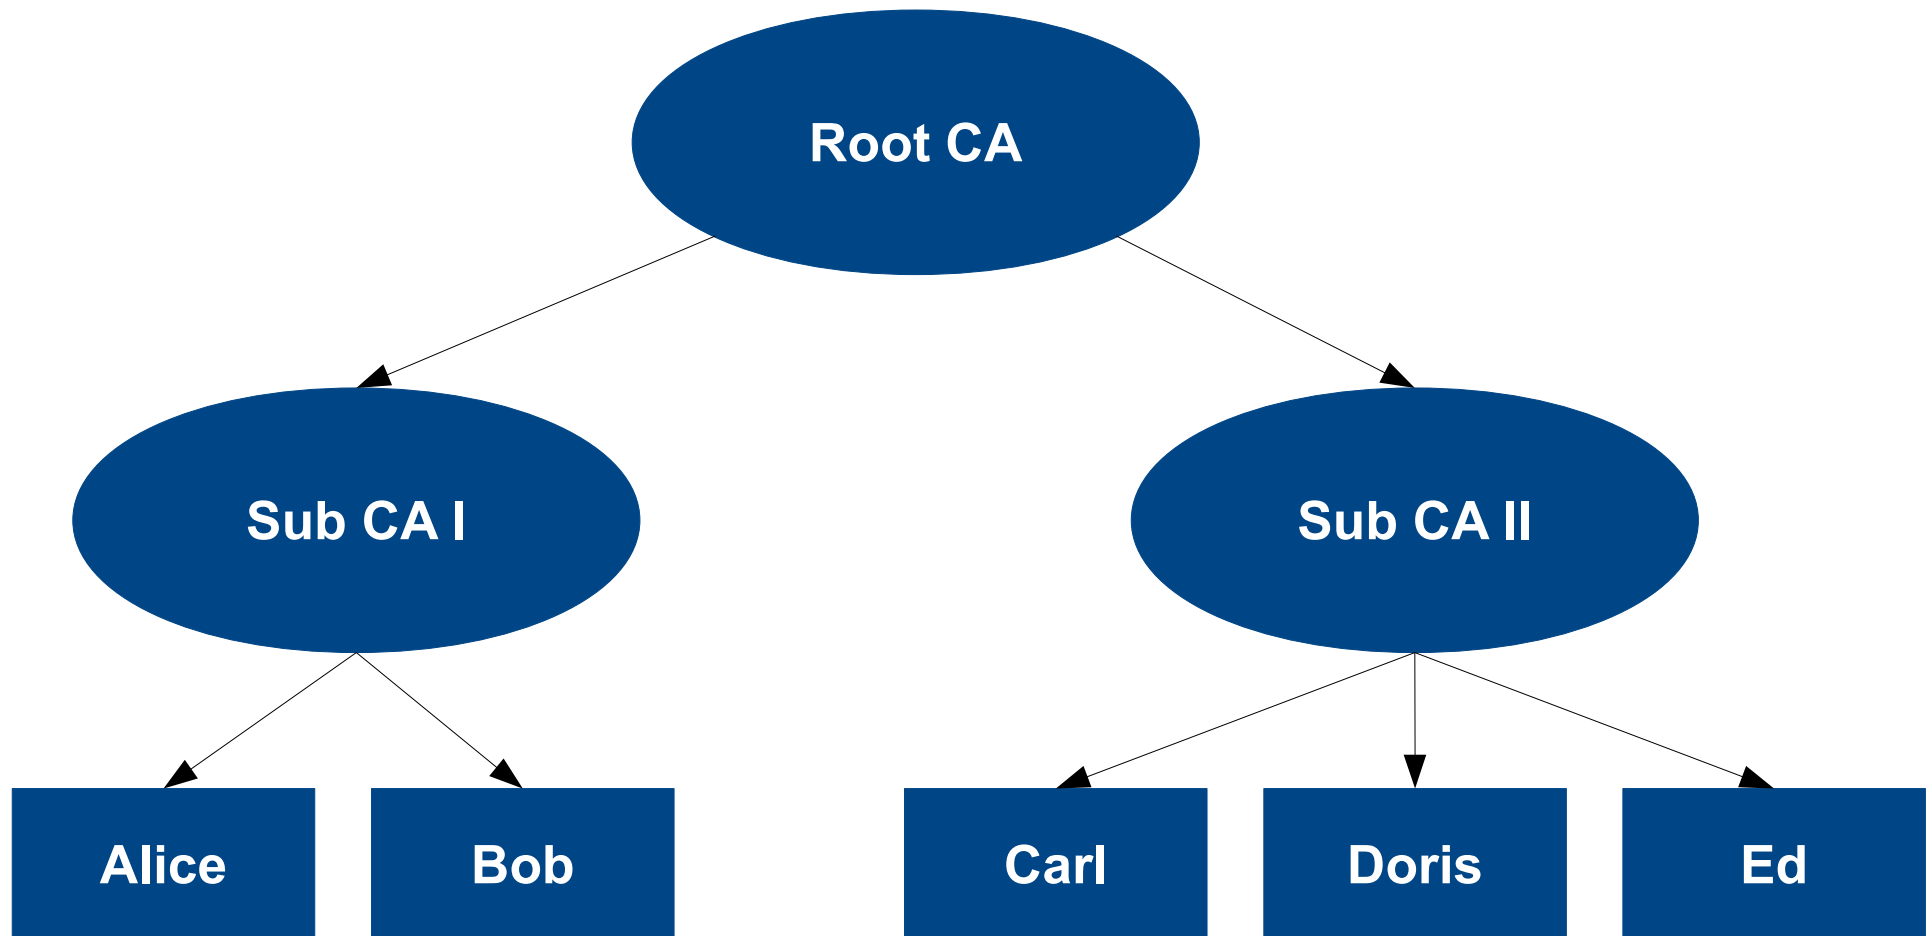 Root CA
Sub CA I
Sub CA II
Alice
Bob
Carl
Doris
Ed